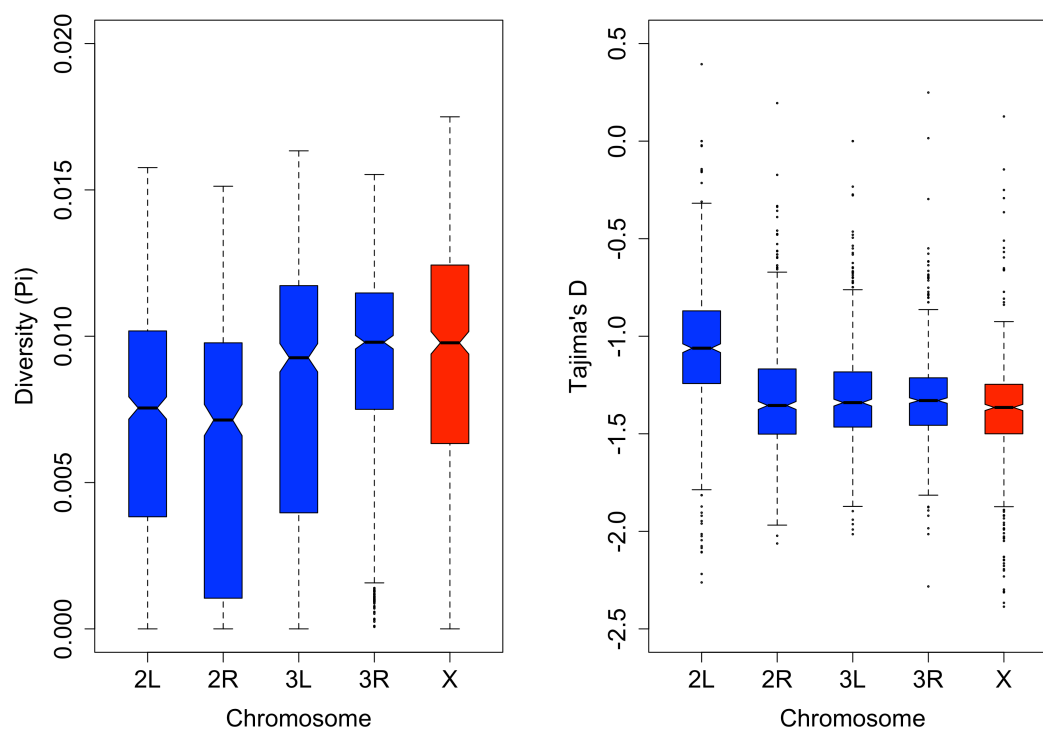 Diversity (Pi)
0.020
0.015
0.010
0.005
0.000
2L 2R 3L 3R X
Chromosome
Tajima's D
0.5
0.0
-0.5
-1.0
-1.5
-2.0
-2.5
2L 2R 3L 3R X
Chromosome